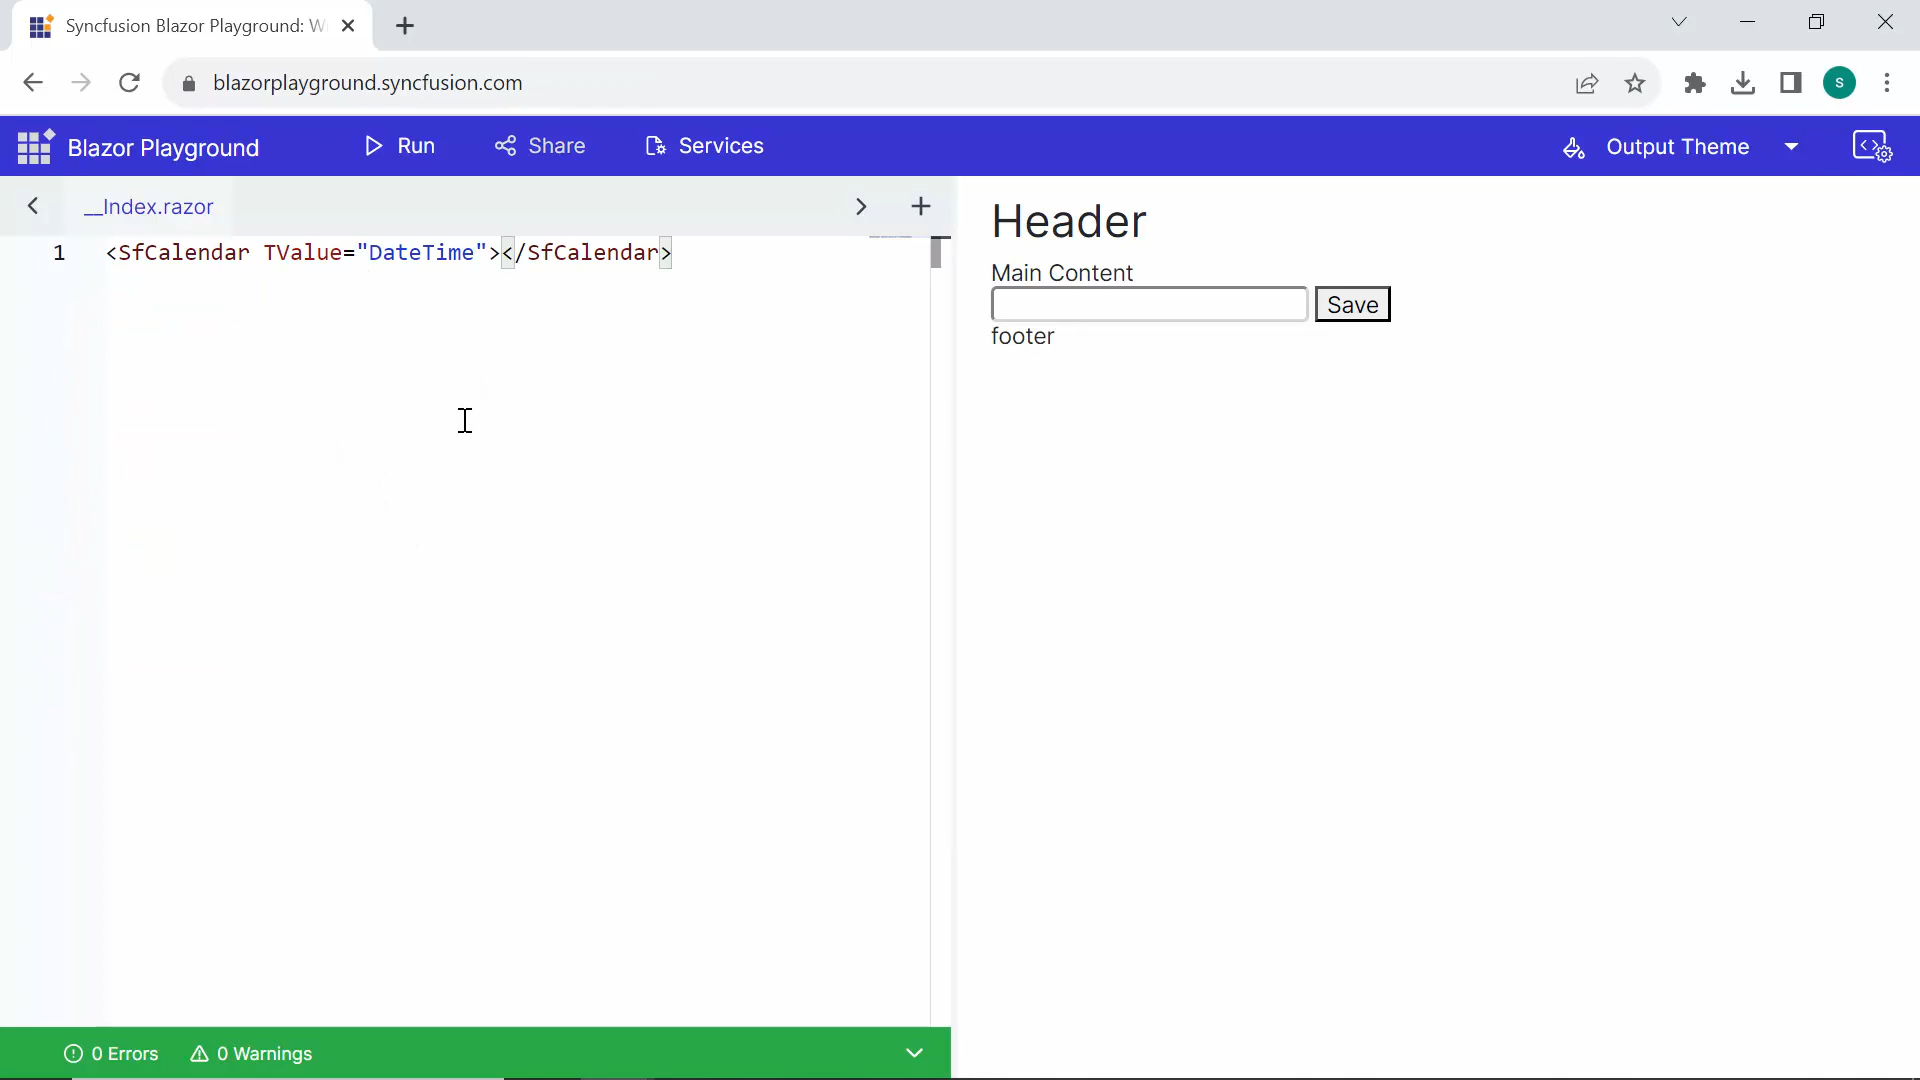 Syncfusion Blazor Playground: W
blazorplayground.syncfusion.com
S
Blazor Playground
Run
Share
Services
Output Theme
__Index.razor
1 <SfCalendar TValue="DateTime"></SfCalendar>
Header
Main Content
Save
footer
0 Errors
0 Warnings